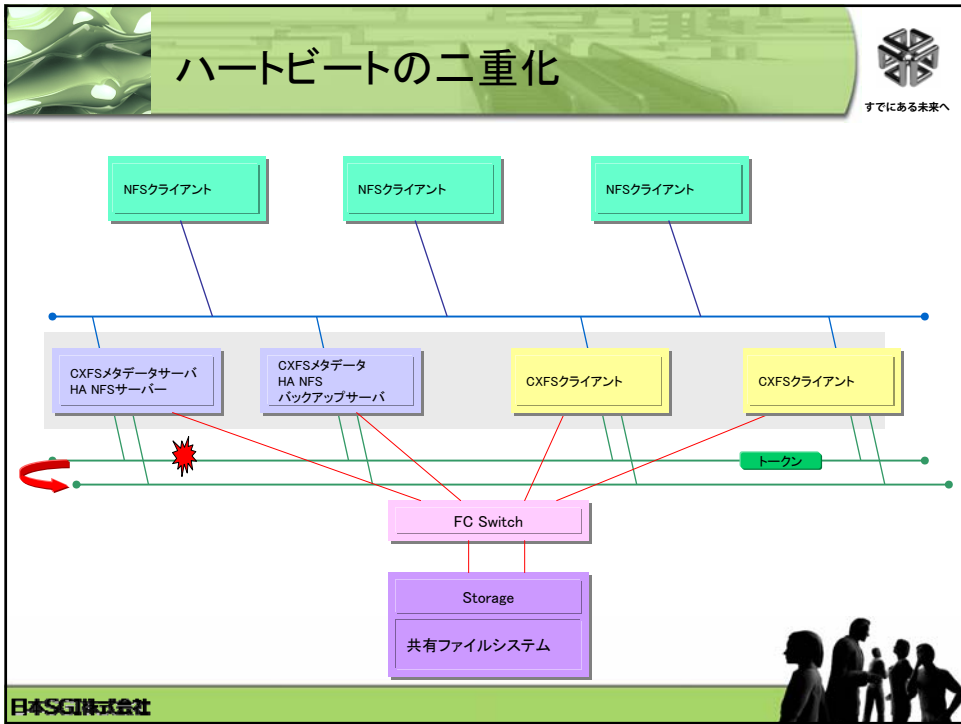 ハートビートの二重化
すでにある未来へ
NFSクライアント
NFSクライアント
NFSクライアント
CXFSメタデータサーバ
HA NFSサーバー
CXFSメタデータ
HA NFS
バックアップサーバ
CXFSクライアント
CXFSクライアント
トークン
FC Switch
Storage
共有ファイルシステム
日本SGI株式会社